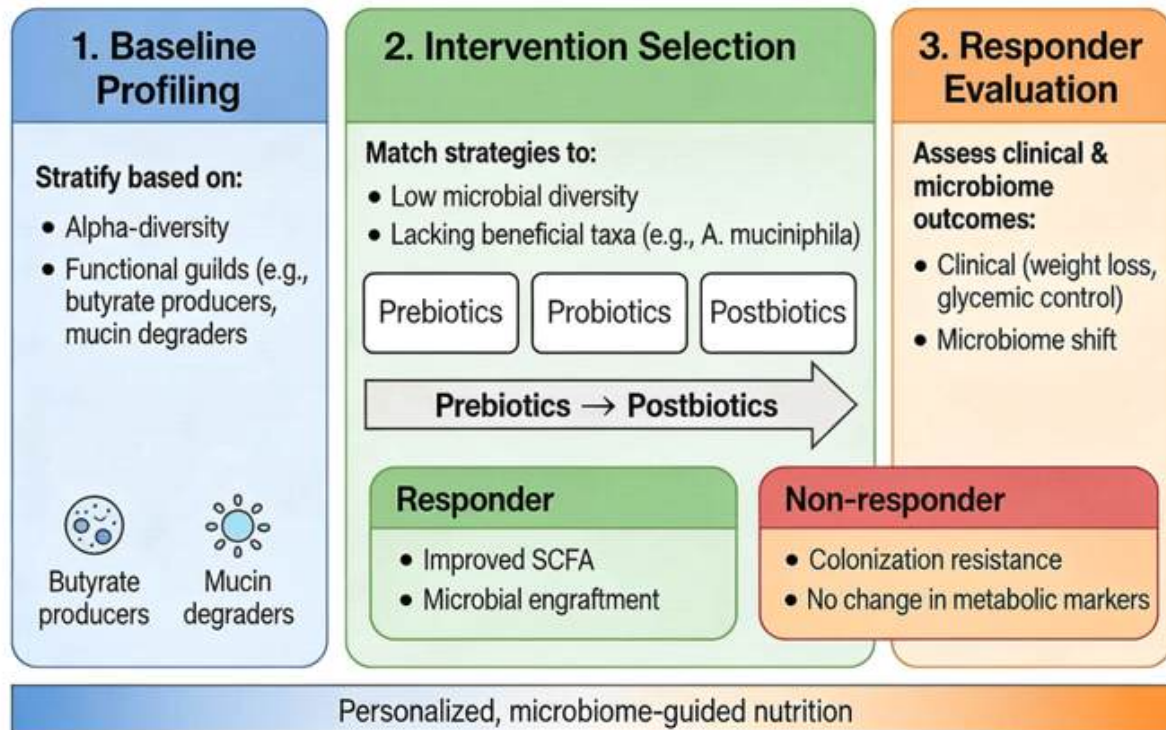 1. Baseline
Profiling
Stratify based on:
• Alpha-diversity
• Functional guilds (e.g.,
butyrate producers,
mucin degraders
Butyrate
producers
Mucin
degraders
2. Intervention Selection
Match strategies to:
• Low microbial diversity
• Lacking beneficial taxa (e.g., A. muciniphila)
Prebiotics
Probiotics
Postbiotics
Prebiotics → Postbiotics
Responder
• Improved SCFA
• Microbial engraftment
3. Responder
Evaluation
Assess clinical &
microbiome
outcomes:
• Clinical (weight loss,
glycemic control)
• Microbiome shift
Non-responder
• Colonization resistance
• No change in metabolic markers
Personalized, microbiome-guided nutrition